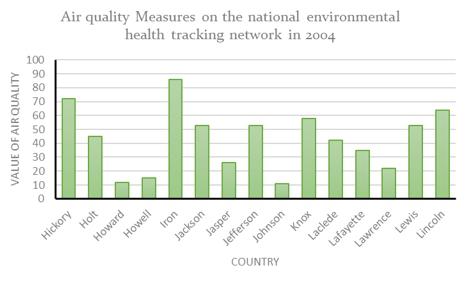 Air quality Measures on the national environmental
health tracking network in 2004
VALUE OF AIR QUALITY
100
90
80
70
60
50
40
30
20
10
0
Hickory
Holt
Howard
Howell
Iron
Jackson
Jasper
Jefferson
Johnson
Knox
Laclede
Lafayette
Lawrence
Lewis
Lincoln
COUNTRY